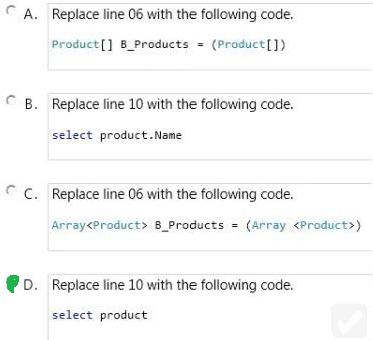 A. Replace line 06 with the following code.
Product[] B_Products = (Product[])
B. Replace line 10 with the following code.
select product.Name
C. Replace line 06 with the following code.
Array<Product> B_Products = (Array <Product>)
D. Replace line 10 with the following code.
select product